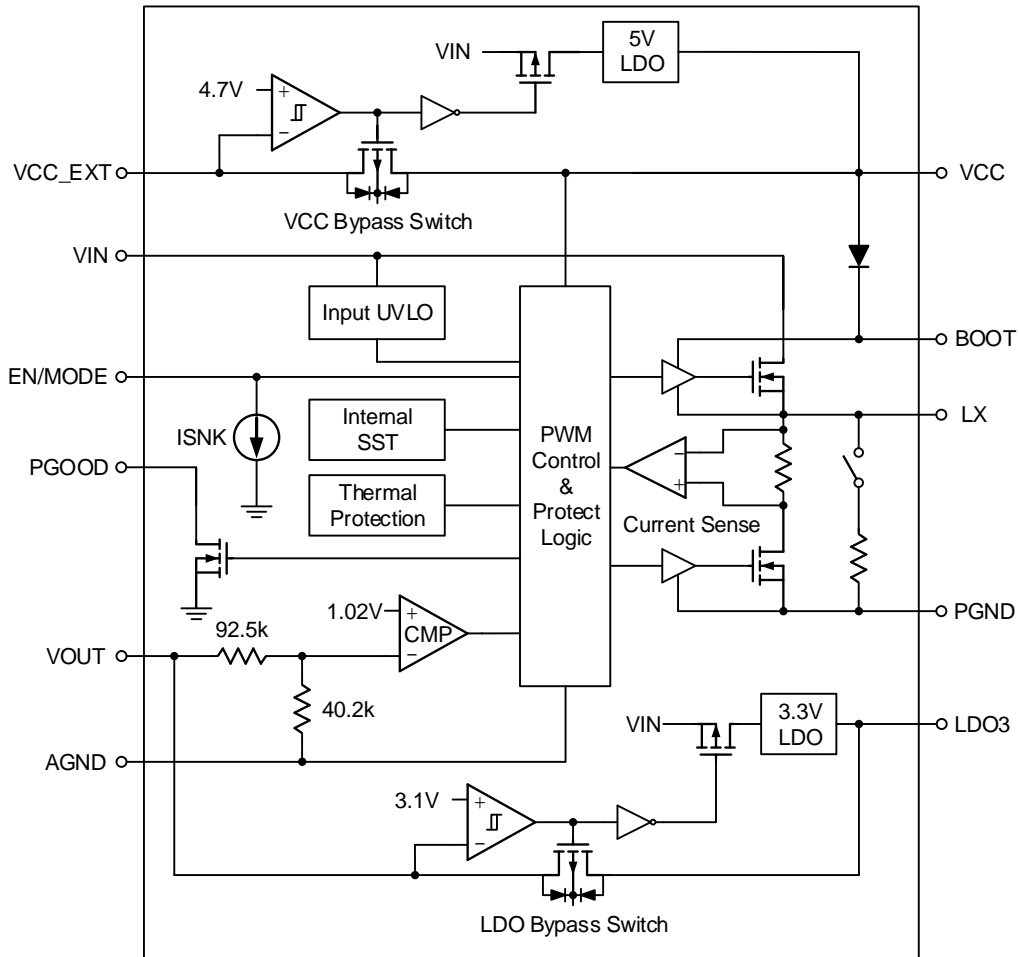 VIN
5V
LDO
4.7V
+
−
VCC_EXT
VCC
VCC Bypass Switch
VIN
Input UVLO
BOOT
EN/MODE
LX
Internal
SST
ISNK
PWM
Control
&
Protect
Logic
−
+
PGOOD
Thermal
Protection
Current Sense
1.02V
+
CMP
−
PGND
92.5k
VOUT
40.2k
VIN
3.3V
LDO
LDO3
AGND
3.1V
+
−
LDO Bypass Switch